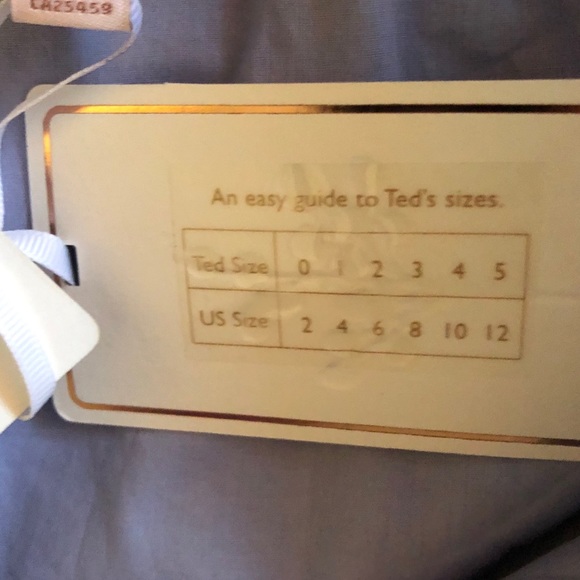 LA25459
An easy guide to Ted's sizes.
Ted Size 0 1 2 3 4 5
US Size 2 4 6 8 10 12